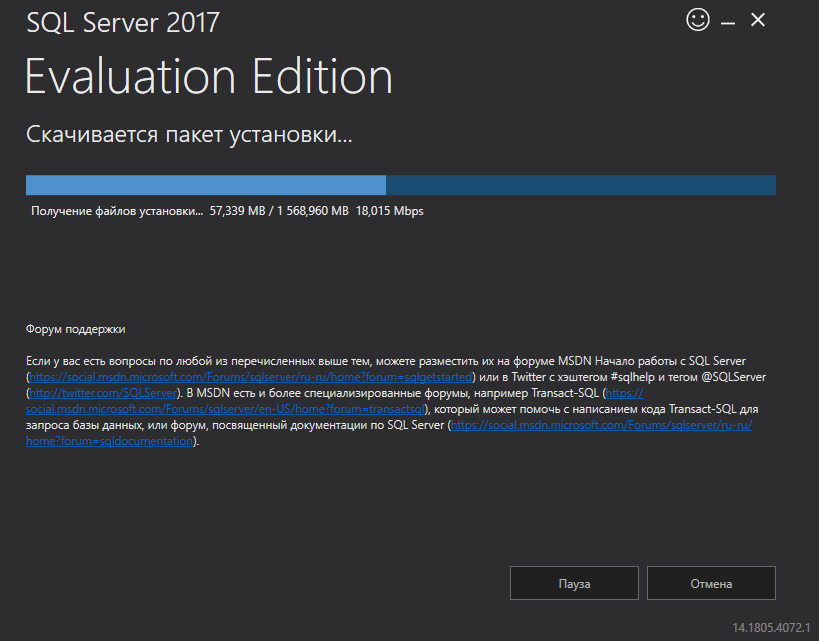 SQL Server 2017
Evaluation Edition
Скачивается пакет установки...
Получение файлов установки... 57,339 MB / 1 568,960 MB 18,015 Mbps
Форум поддержки
Если у вас есть вопросы по любой из перечисленных выше тем, можете разместить их на форуме MSDN Начало работы с SQL Server
(https://social.msdn.microsoft.com/Forums/sqlserver/ru-ru/home?forum=sqlgetstarted) или в Twitter с хэштегом #sqlhelp и тегом @SQLServer
(http://twitter.com/SQLServer). В MSDN есть и более специализированные форумы, например Transact-SQL (https://
social.msdn.microsoft.com/Forums/sqlserver/en-US/home?forum=transactsql), который может помочь с написанием кода Transact-SQL для
запроса базы данных, или форум, посвященный документации по SQL Server (https://social.msdn.microsoft.com/Forums/sqlserver/ru-ru/
home?forum=sqldocumentation).
Пауза
Отмена
14.1805.4072.1